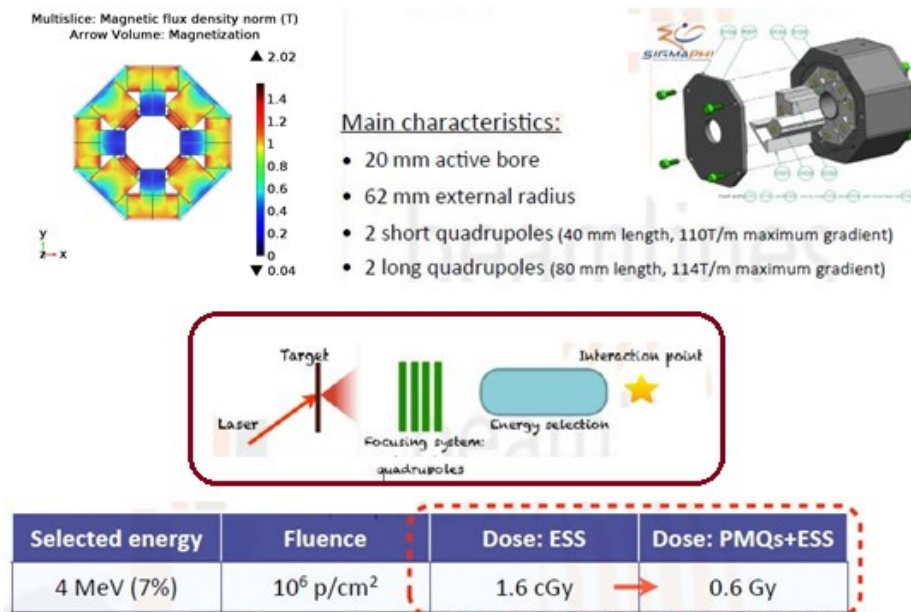 Multislice: Magnetic flux density norm (T)
Arrow Volume: Magnetization
▲ 2.02
1.4
1.2
1
0.8
0.6
0.4
0.2
0
▼ 0.04
y
z x
SIGMAPHI
Main characteristics:
• 20 mm active bore
• 62 mm external radius
• 2 short quadrupoles (40 mm length, 110T/m maximum gradient)
• 2 long quadrupoles (80 mm length, 114T/m maximum gradient)
Target
Laser
Focusing system:
quadrupoles
Energy selection
Interaction point
Selected energy Fluence Dose: ESS Dose: PMQs+ESS
4 MeV (7%) 10⁶ p/cm² 1.6 cGy → 0.6 Gy